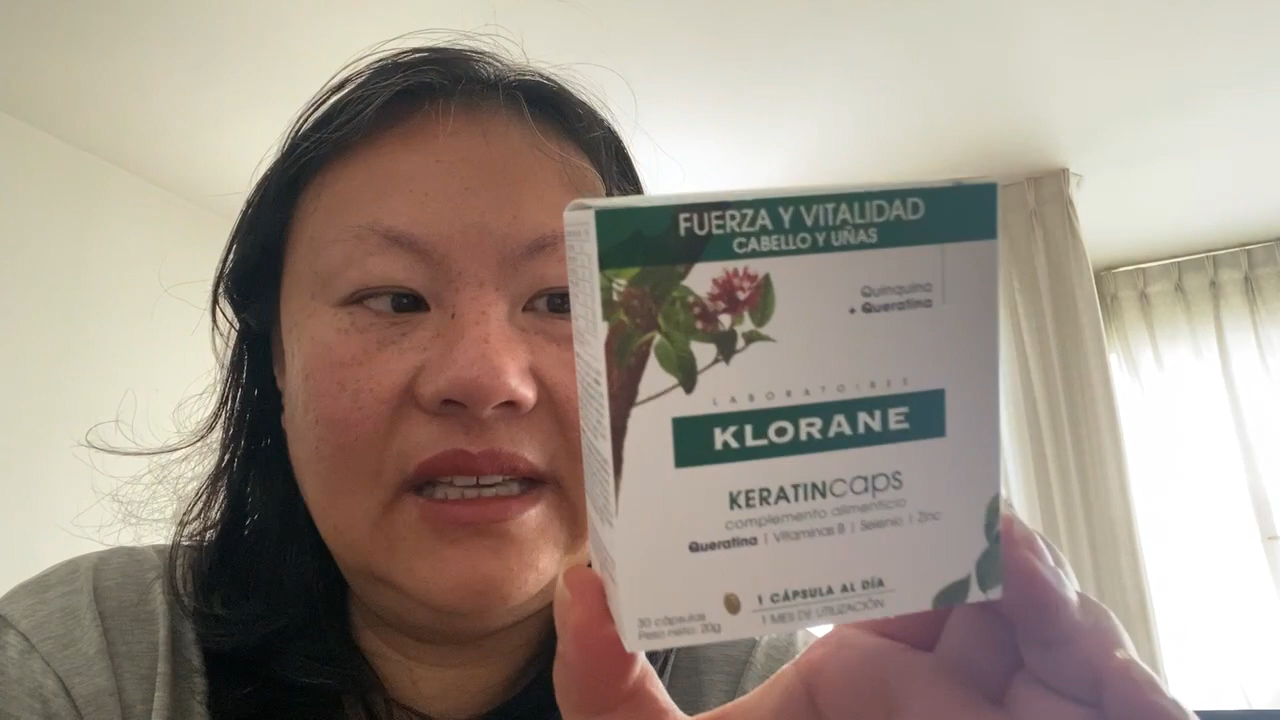 FUERZA Y VITALIDAD
CABELLO Y UÑAS
Quinquina
+ Queratina
LABORATOIRES
KLORANE
KERATINcaps
complemento alimenticio
Queratina | Vitaminas B | Selenio | Zinc
1 CÁPSULA AL DÍA
1 MES DE UTILIZACIÓN
30 cápsulas
Peso neto: 20g